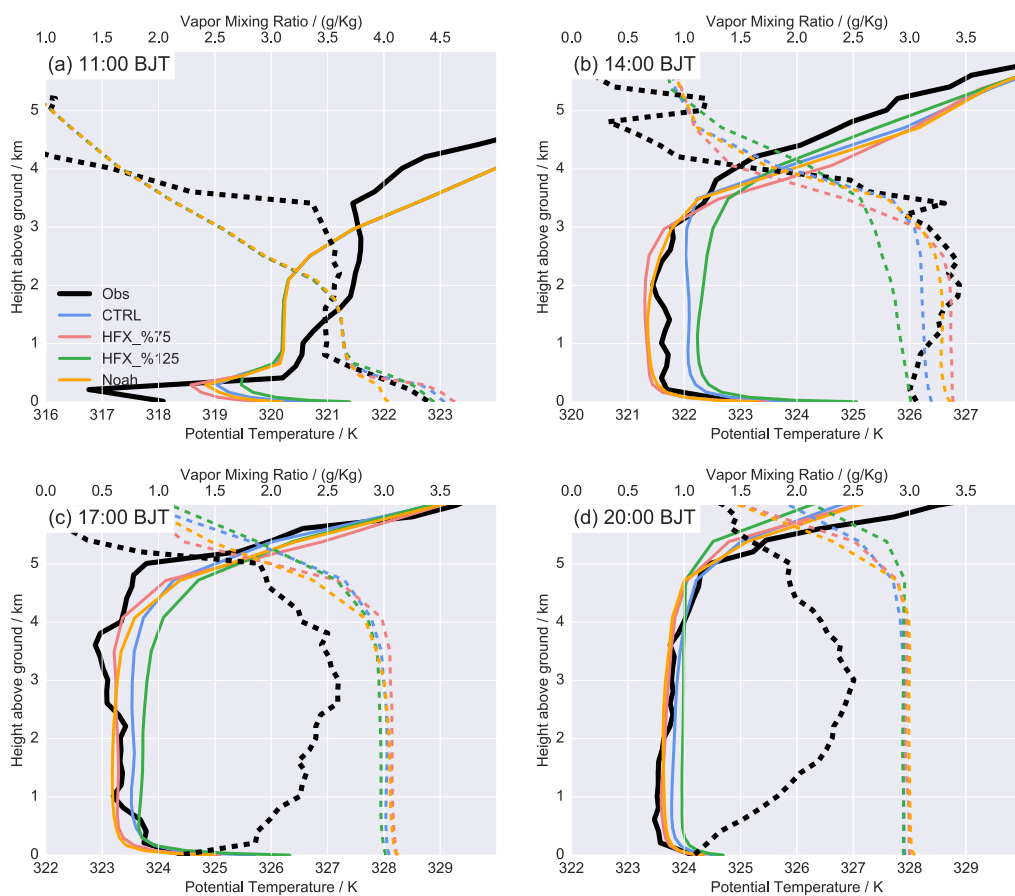 Vapor Mixing Ratio / (g/Kg)
1.0 1.5 2.0 2.5 3.0 3.5 4.0 4.5
(a) 11:00 BJT
Height above ground / km
5
4
3
2
1
0
Obs
CTRL
HFX_%75
HFX_%125
Noah
316 317 318 319 320 321 322 323
Potential Temperature / K
Vapor Mixing Ratio / (g/Kg)
0.0 0.5 1.0 1.5 2.0 2.5 3.0 3.5
(b) 14:00 BJT
Height above ground / km
5
4
3
2
1
0
320 321 322 323 324 325 326 327
Potential Temperature / K
Vapor Mixing Ratio / (g/Kg)
0.0 0.5 1.0 1.5 2.0 2.5 3.0 3.5
(c) 17:00 BJT
Height above ground / km
5
4
3
2
1
0
322 323 324 325 326 327 328 329
Potential Temperature / K
Vapor Mixing Ratio / (g/Kg)
0.0 0.5 1.0 1.5 2.0 2.5 3.0 3.5
(d) 20:00 BJT
Height above ground / km
5
4
3
2
1
0
322 323 324 325 326 327 328 329
Potential Temperature / K